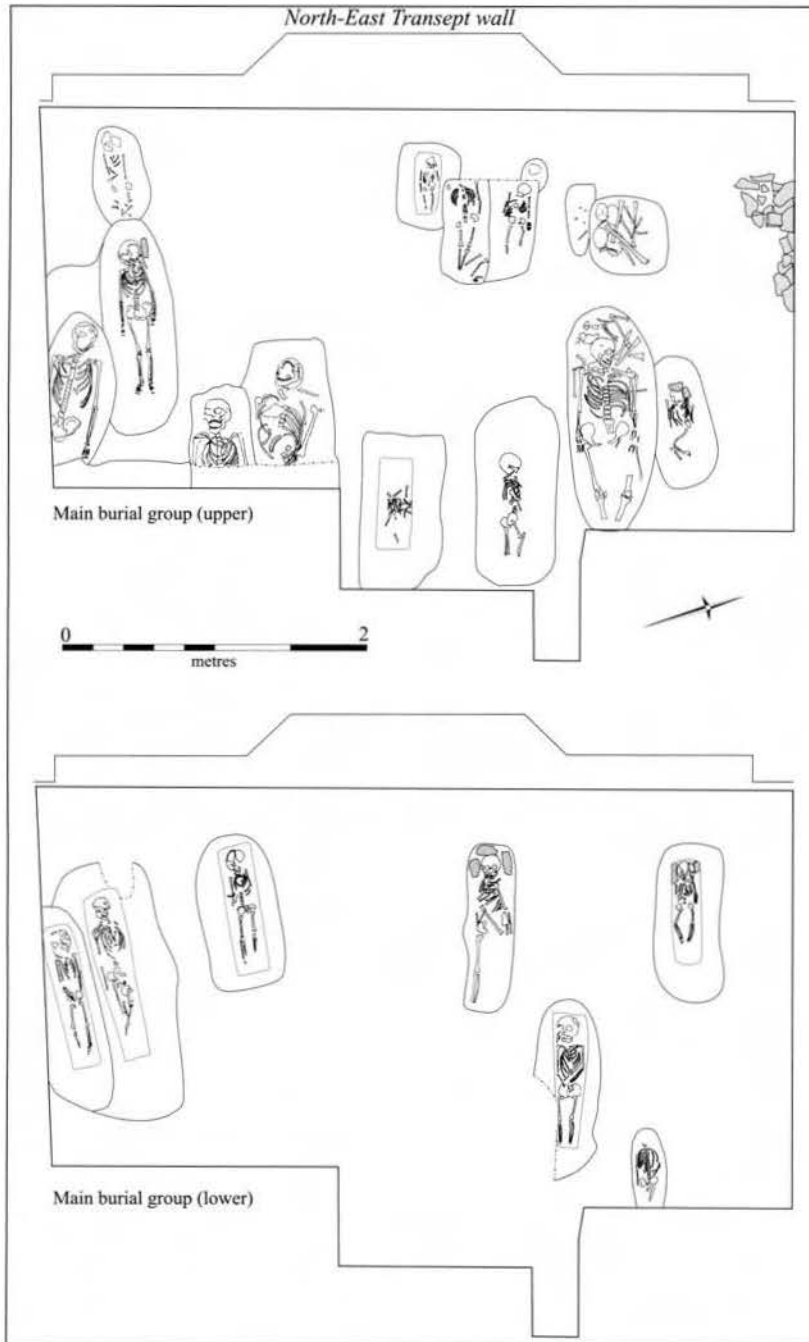 North-East Transept wall
Main burial group (upper)
0 2
metres
Main burial group (lower)